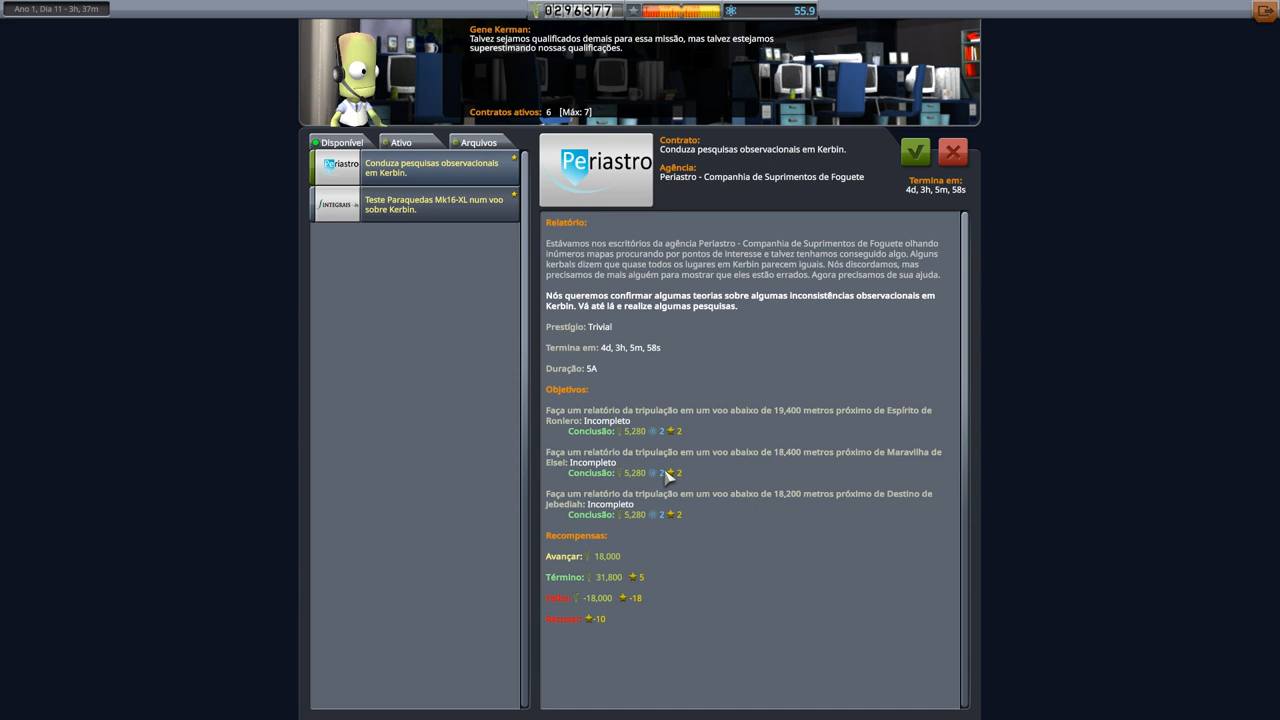 Ano 1, Dia 11 - 3h, 37m
0296377
55.9
Gene Kerman:
Talvez sejamos qualificados demais para essa missão, mas talvez estejamos
superestimando nossas qualificações.
Contratos ativos: 6 [Máx: 7]
Disponível
Ativo
Arquivos
Periastro
Conduza pesquisas observacionais
em Kerbin.
INTEGRAIS
Teste Paraquedas Mk16-XL num voo
sobre Kerbin.
Periastro
Contrato:
Conduza pesquisas observacionais em Kerbin.
Agência:
Periastro - Companhia de Suprimentos de Foguete
Termina em:
4d, 3h, 5m, 58s
Relatório:
Estávamos nos escritórios da agência Periastro - Companhia de Suprimentos de Foguete olhando
inúmeros mapas procurando por pontos de interesse e talvez tenhamos conseguido algo. Alguns
kerbals dizem que quase todos os lugares em Kerbin parecem iguais. Nós discordamos, mas
precisamos de mais alguém para mostrar que eles estão errados. Agora precisamos de sua ajuda.
Nós queremos confirmar algumas teorias sobre algumas inconsistências observacionais em
Kerbin. Vá até lá e realize algumas pesquisas.
Prestígio: Trivial
Termina em: 4d, 3h, 5m, 58s
Duração: 5A
Objetivos:
Faça um relatório da tripulação em um voo abaixo de 19,400 metros próximo de Espírito de
Ronlero: Incompleto
Conclusão: 5,280 2 2
Faça um relatório da tripulação em um voo abaixo de 18,400 metros próximo de Maravilha de
Elsel: Incompleto
Conclusão: 5,280 2 2
Faça um relatório da tripulação em um voo abaixo de 18,200 metros próximo de Destino de
Jebediah: Incompleto
Conclusão: 5,280 2 2
Recompensas:
Avançar: 18,000
Término: 31,800 5
-18,000 -18
-10